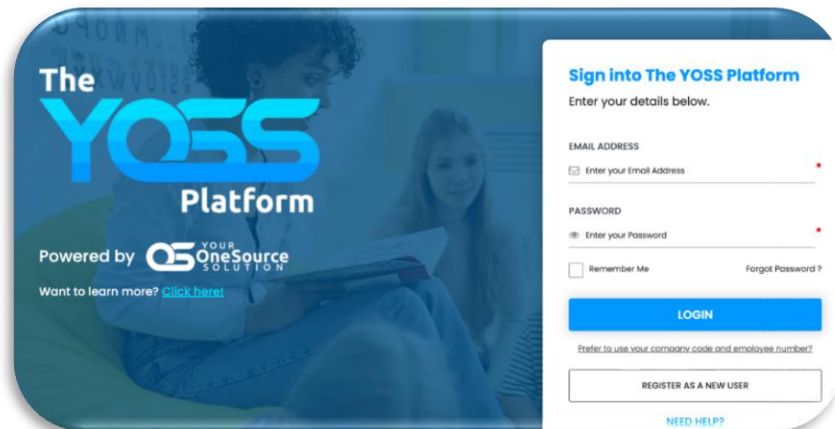 The
YOSS
Platform
Powered by OS YOUR
OneSource
SOLUTION
Want to learn more? Click here!
Sign into The YOSS Platform
Enter your details below.
EMAIL ADDRESS
Enter your Email Address *
PASSWORD
Enter your Password *
Remember Me Forgot Password ?
LOGIN
Prefer to use your company code and employee number?
REGISTER AS A NEW USER
NEED HELP?